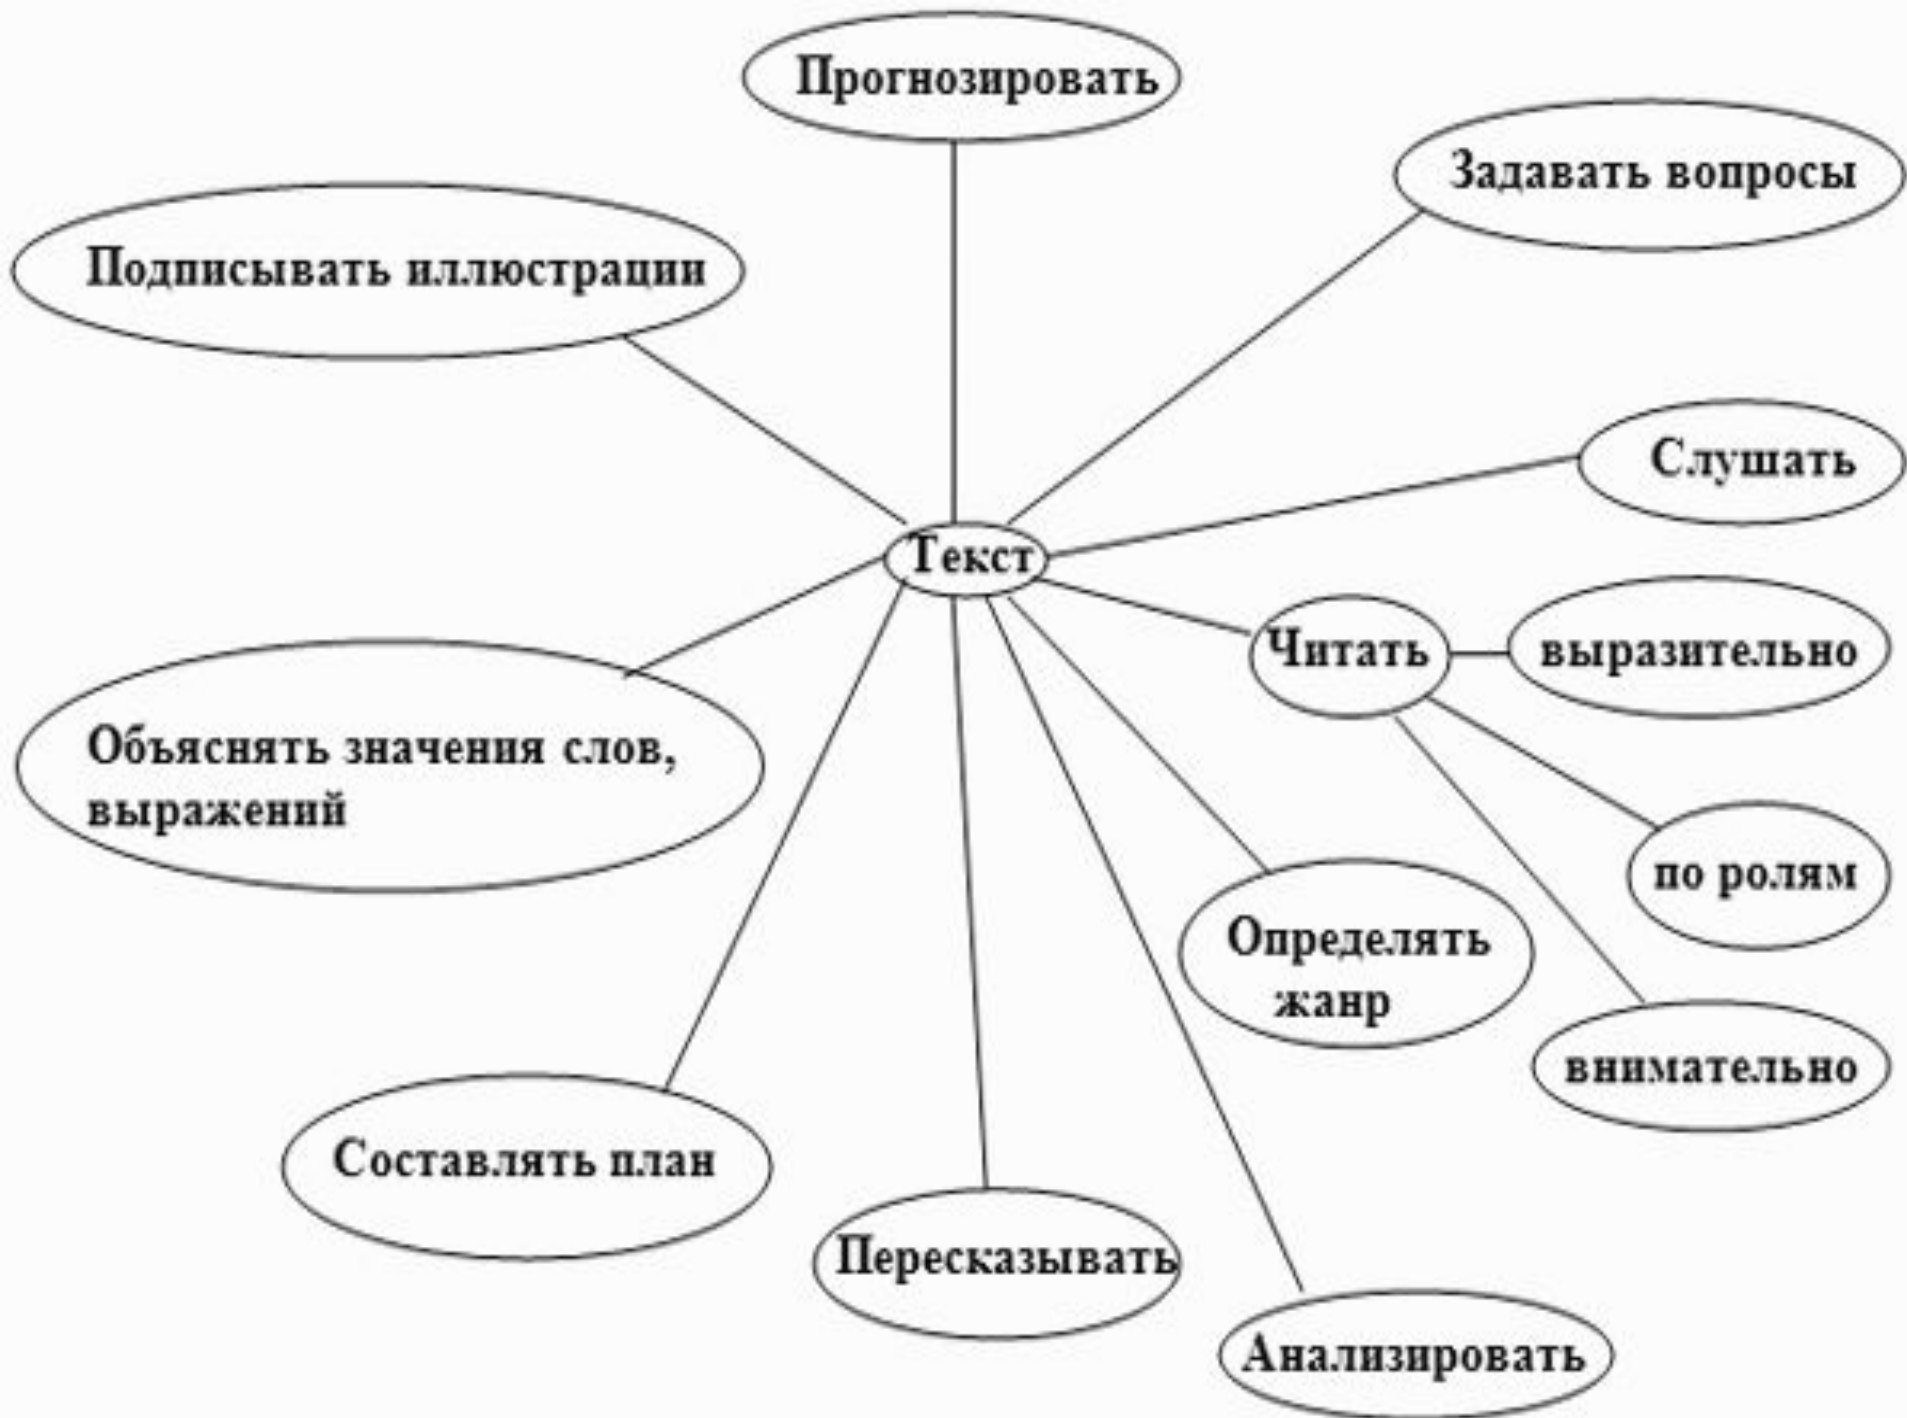 Прогнозировать
Задавать вопросы
Подписывать иллюстрации
Слушать
Текст
Читать
выразительно
Объяснять значения слов,
выражений
по ролям
Определять
жанр
внимательно
Составлять план
Пересказывать
Анализировать